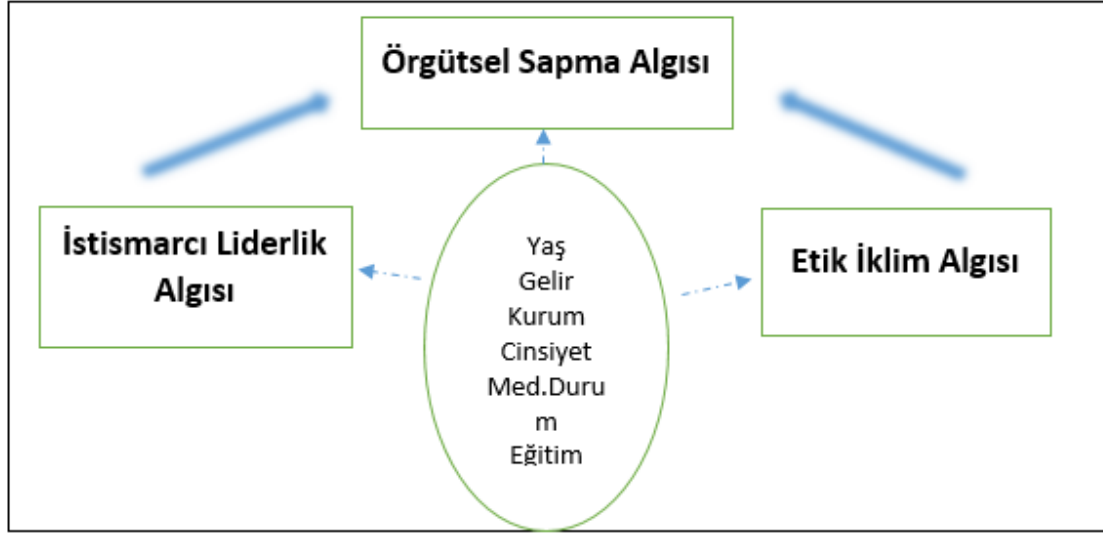 Örgütsel Sapma Algısı
İstismarcı Liderlik
Algısı
Yaş
Gelir
Kurum
Cinsiyet
Med.Duru
m
Eğitim
Etik İklim Algısı